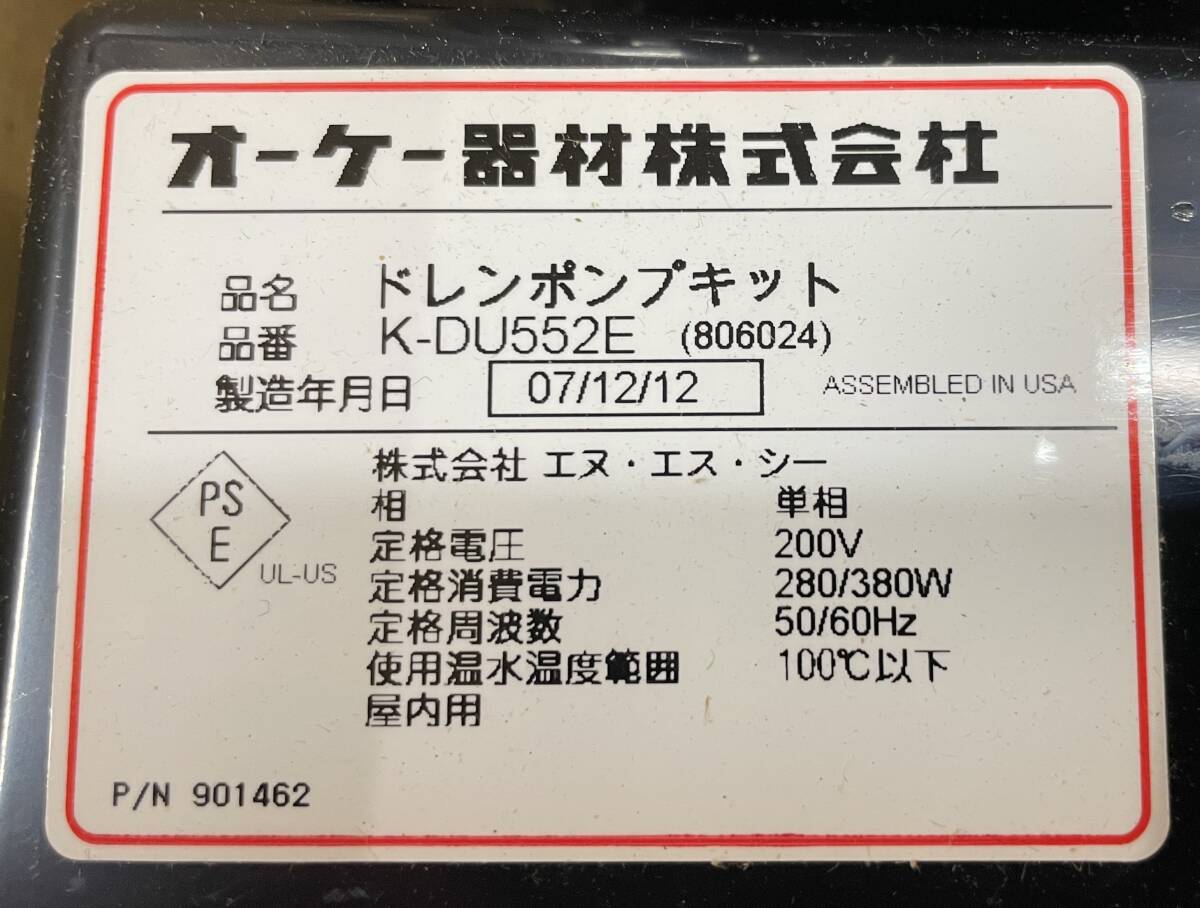 オーケー器材株式会社
品名 ドレンポンプキット
品番 K-DU552E (806024)
製造年月日 07/12/12 ASSEMBLED IN USA
PS
E
UL-US
株式会社 エヌ・エス・シー
相 単相
定格電圧 200V
定格消費電力 280/380W
定格周波数 50/60Hz
使用温水温度範囲 100℃以下
屋内用
P/N 901462